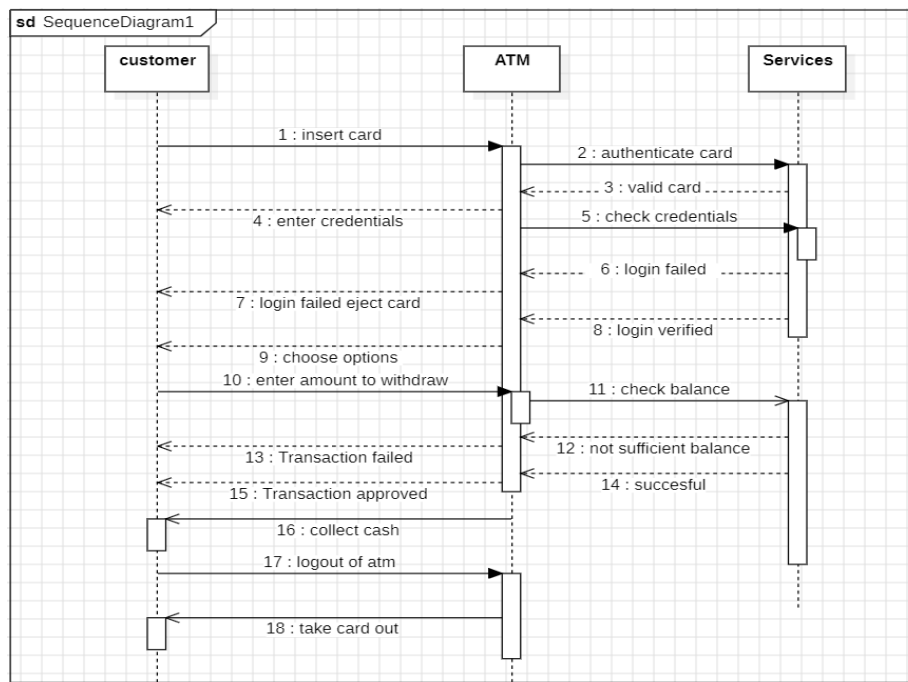 sd SequenceDiagram1
customer
ATM
Services
1 : insert card
2 : authenticate card
3 : valid card
4 : enter credentials
5 : check credentials
6 : login failed
7 : login failed eject card
8 : login verified
9 : choose options
10 : enter amount to withdraw
11 : check balance
12 : not sufficient balance
13 : Transaction failed
14 : succesful
15 : Transaction approved
16 : collect cash
17 : logout of atm
18 : take card out